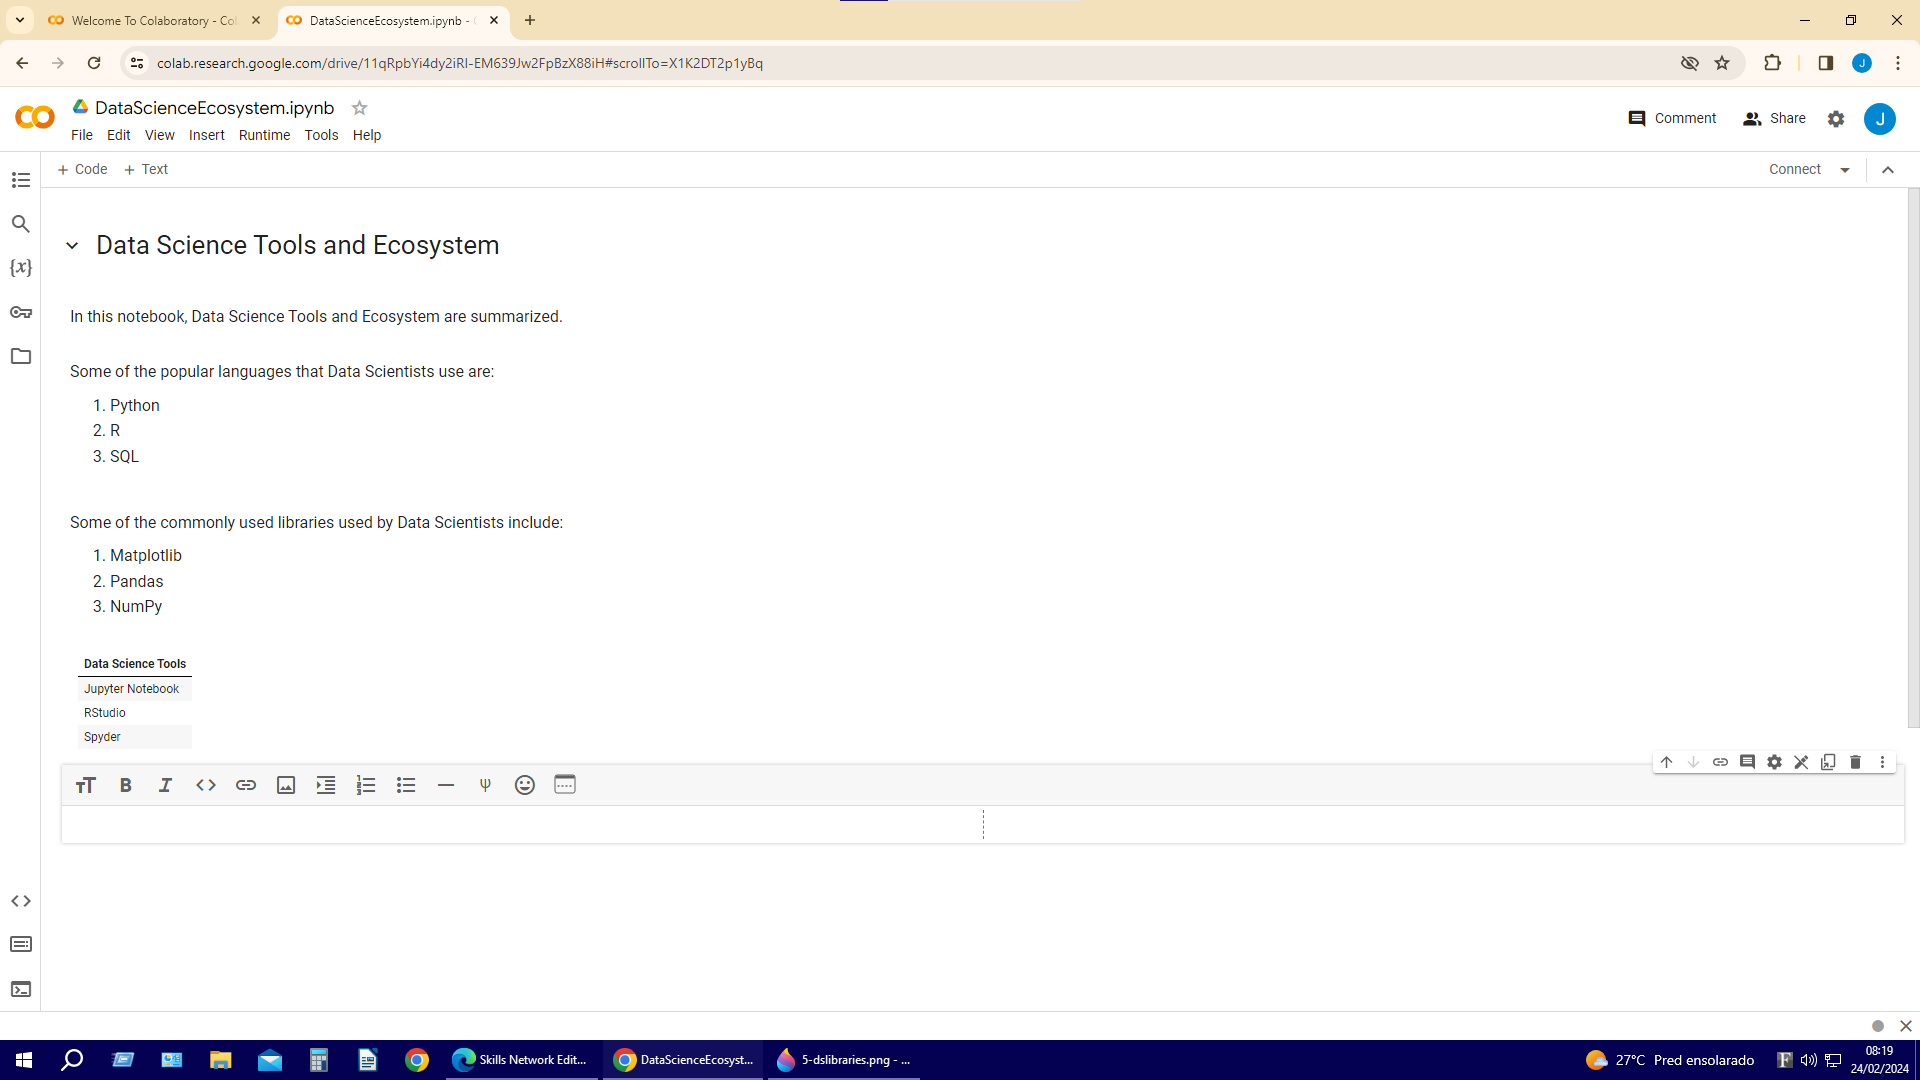 Welcome To Colaboratory - Col
DataScienceEcosystem.ipynb -
colab.research.google.com/drive/11qRpbYi4dy2iRI-EM639Jw2FpBzX88iH#scrollTo=X1K2DT2p1yBq
J
DataScienceEcosystem.ipynb
File Edit View Insert Runtime Tools Help
Comment
Share
J
+ Code + Text
Connect
Data Science Tools and Ecosystem
In this notebook, Data Science Tools and Ecosystem are summarized.
Some of the popular languages that Data Scientists use are:
1. Python
2. R
3. SQL
Some of the commonly used libraries used by Data Scientists include:
1. Matplotlib
2. Pandas
3. NumPy
Data Science Tools
Jupyter Notebook
RStudio
Spyder
Skills Network Edit...
DataScienceEcosyst...
5-dslibraries.png - ...
27°C Pred ensolarado
08:19
24/02/2024